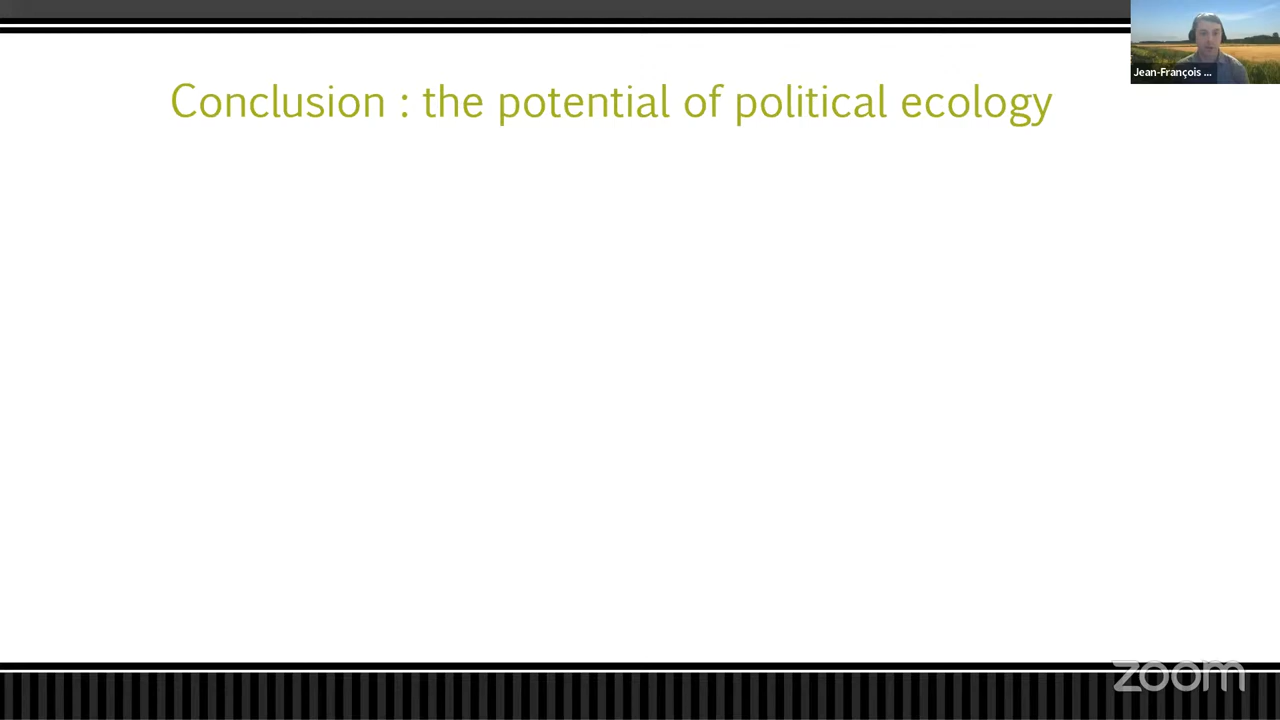 Conclusion : the potential of political ecology
Jean-François ...
zoom